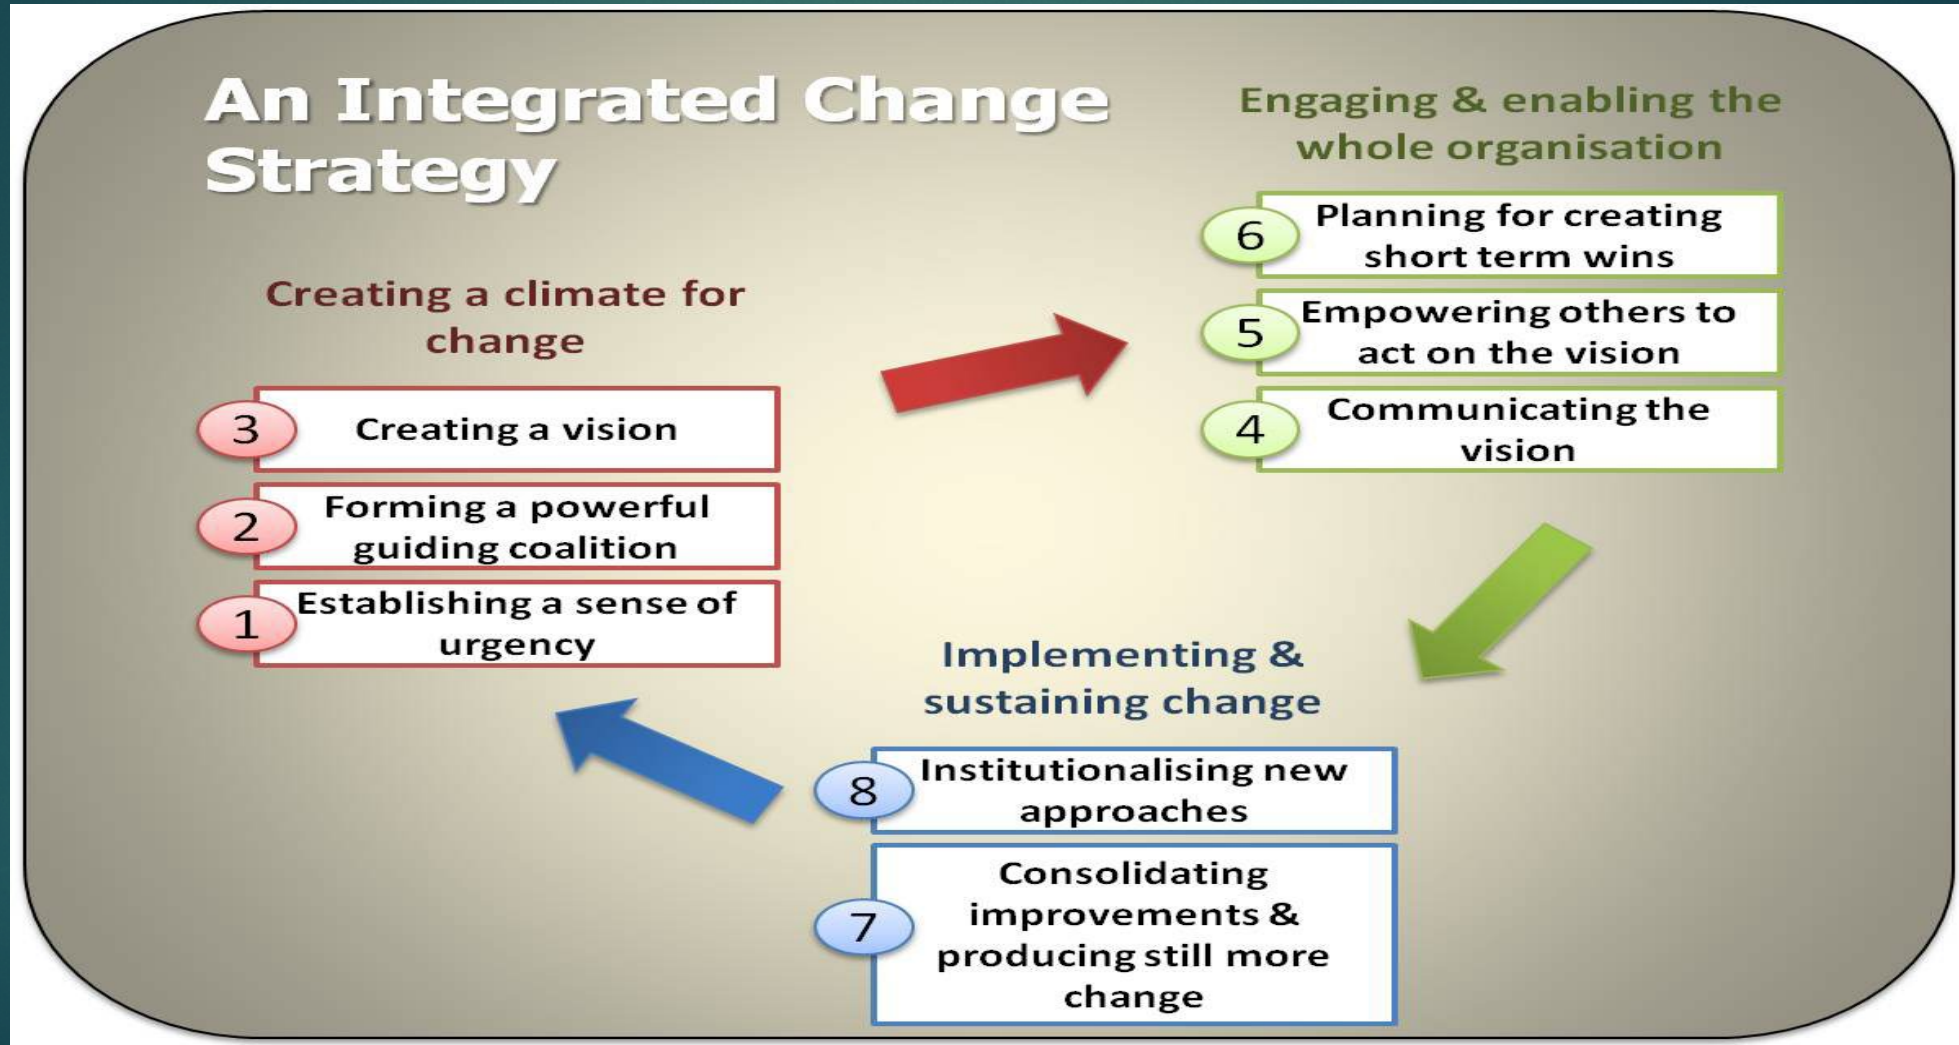 An Integrated Change
Strategy
Creating a climate for
change
3
Creating a vision
2
Forming a powerful
guiding coalition
1
Establishing a sense of
urgency
Engaging & enabling the
whole organisation
6
Planning for creating
short term wins
5
Empowering others to
act on the vision
4
Communicating the
vision
Implementing &
sustaining change
8
Institutionalising new
approaches
7
Consolidating
improvements &
producing still more
change